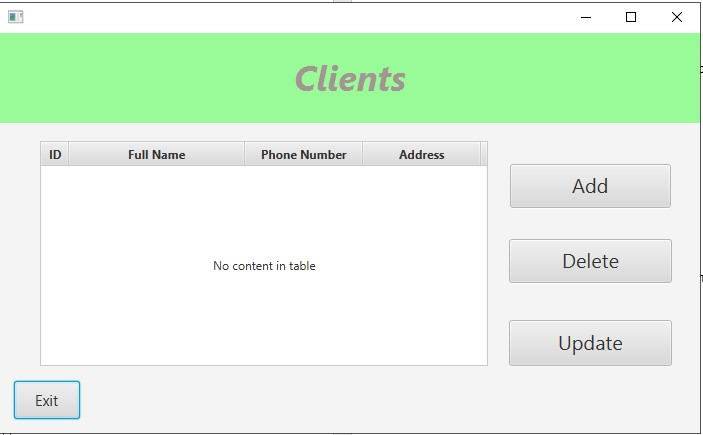 Clients
ID Full Name Phone Number Address
Add
No content in table
Delete
Update
Exit